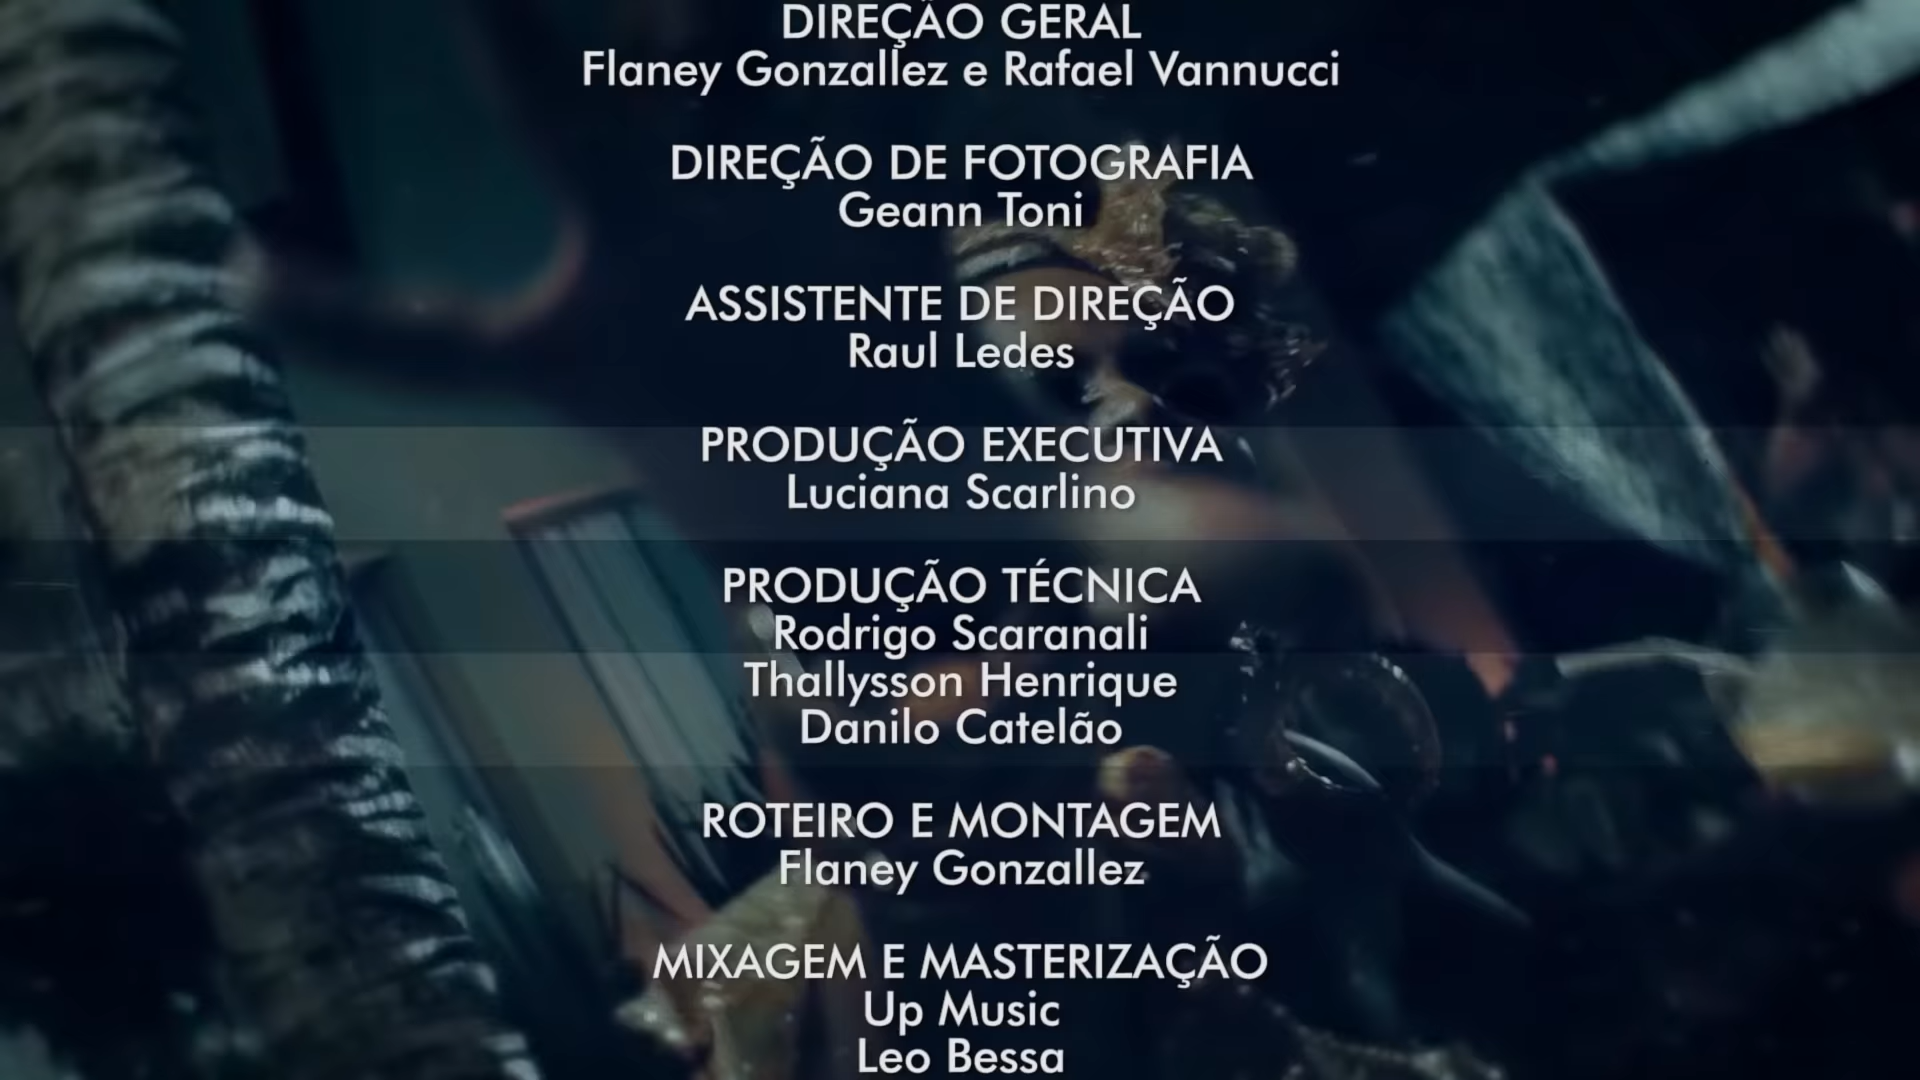 DIREÇÃO GERAL
Flaney Gonzallez e Rafael Vannucci
DIREÇÃO DE FOTOGRAFIA
Geann Toni
ASSISTENTE DE DIREÇÃO
Raul Ledes
PRODUÇÃO EXECUTIVA
Luciana Scarlino
PRODUÇÃO TÉCNICA
Rodrigo Scaranali
Thallysson Henrique
Danilo Catelão
ROTEIRO E MONTAGEM
Flaney Gonzallez
MIXAGEM E MASTERIZAÇÃO
Up Music
Leo Bessa